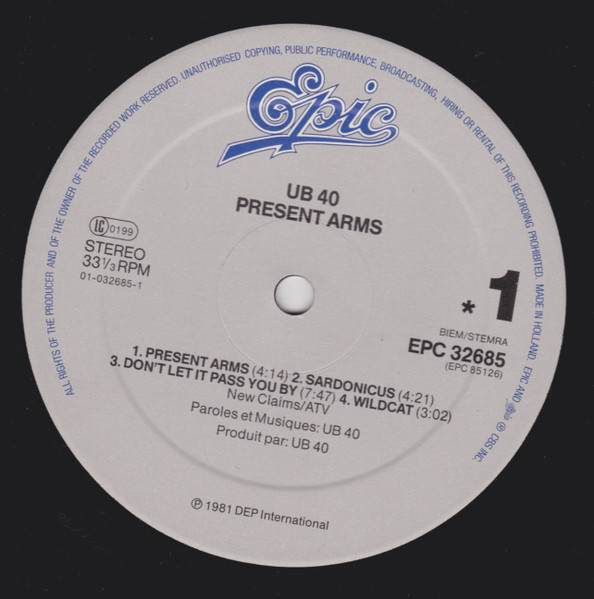 ALL RIGHTS OF THE PRODUCER AND OF THE OWNER OF THE RECORDED WORK RESERVED. UNAUTHORISED COPYING, PUBLIC PERFORMANCE, BROADCASTING, HIRING OR RENTAL OF THIS RECORDING PROHIBITED. MADE IN HOLLAND. EPIC AND Epic ® CBS INC.
Epic
UB 40
PRESENT ARMS
LC 0199
STEREO
33 1/3 RPM
01-032685-1
* 1
BIEM/STEMRA
EPC 32685
(EPC 85126)
1. PRESENT ARMS (4:14) 2. SARDONICUS (4:21)
3. DON'T LET IT PASS YOU BY (7:47) 4. WILDCAT (3:02)
New Claims/ATV
Paroles et Musiques: UB 40
Produit par: UB 40
℗ 1981 DEP International